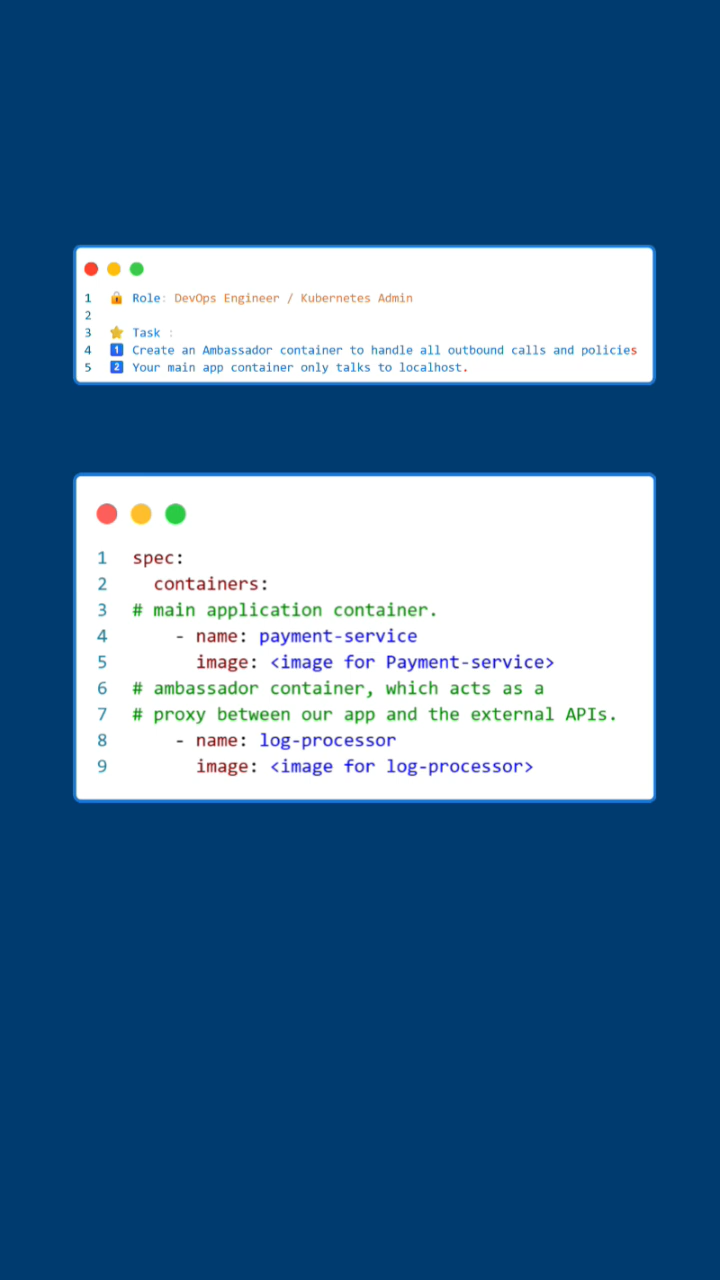 1 🔒 Role: DevOps Engineer / Kubernetes Admin
2
3 ⭐ Task :
4 1️⃣ Create an Ambassador container to handle all outbound calls and policies
5 2️⃣ Your main app container only talks to localhost.
1 spec:
2   containers:
3 # main application container.
4     - name: payment-service
5       image: <image for Payment-service>
6 # ambassador container, which acts as a
7 # proxy between our app and the external APIs.
8     - name: log-processor
9       image: <image for log-processor>